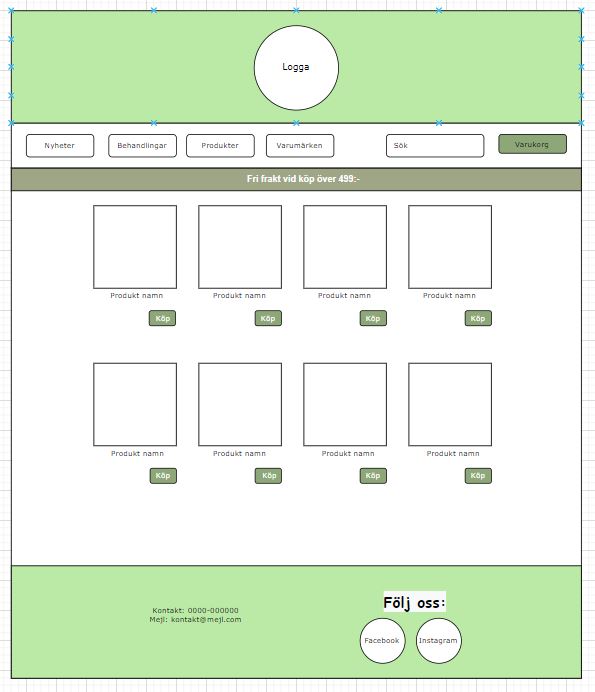 Logga
Nyheter Behandlingar Produkter Varumärken Sök Varukorg
Fri frakt vid köp över 499:-
Produkt namn Produkt namn Produkt namn Produkt namn
Köp Köp Köp Köp
Produkt namn Produkt namn Produkt namn Produkt namn
Köp Köp Köp Köp
Kontakt: 0000-000000
Mejl: kontakt@mejl.com
Följ oss:
Facebook Instagram